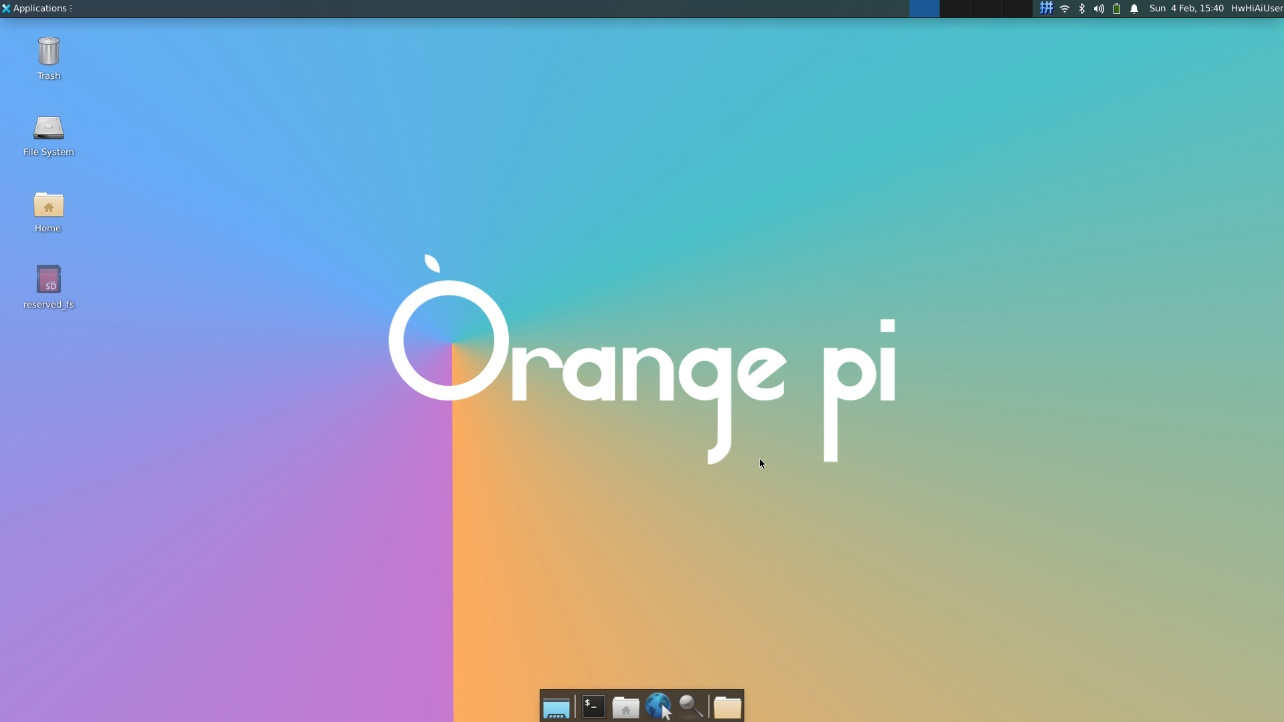 Applications
Sun 4 Feb, 15:40
HwHiAiUser
Trash
File System
Home
SD
reserved_fs
Orange pi
$_